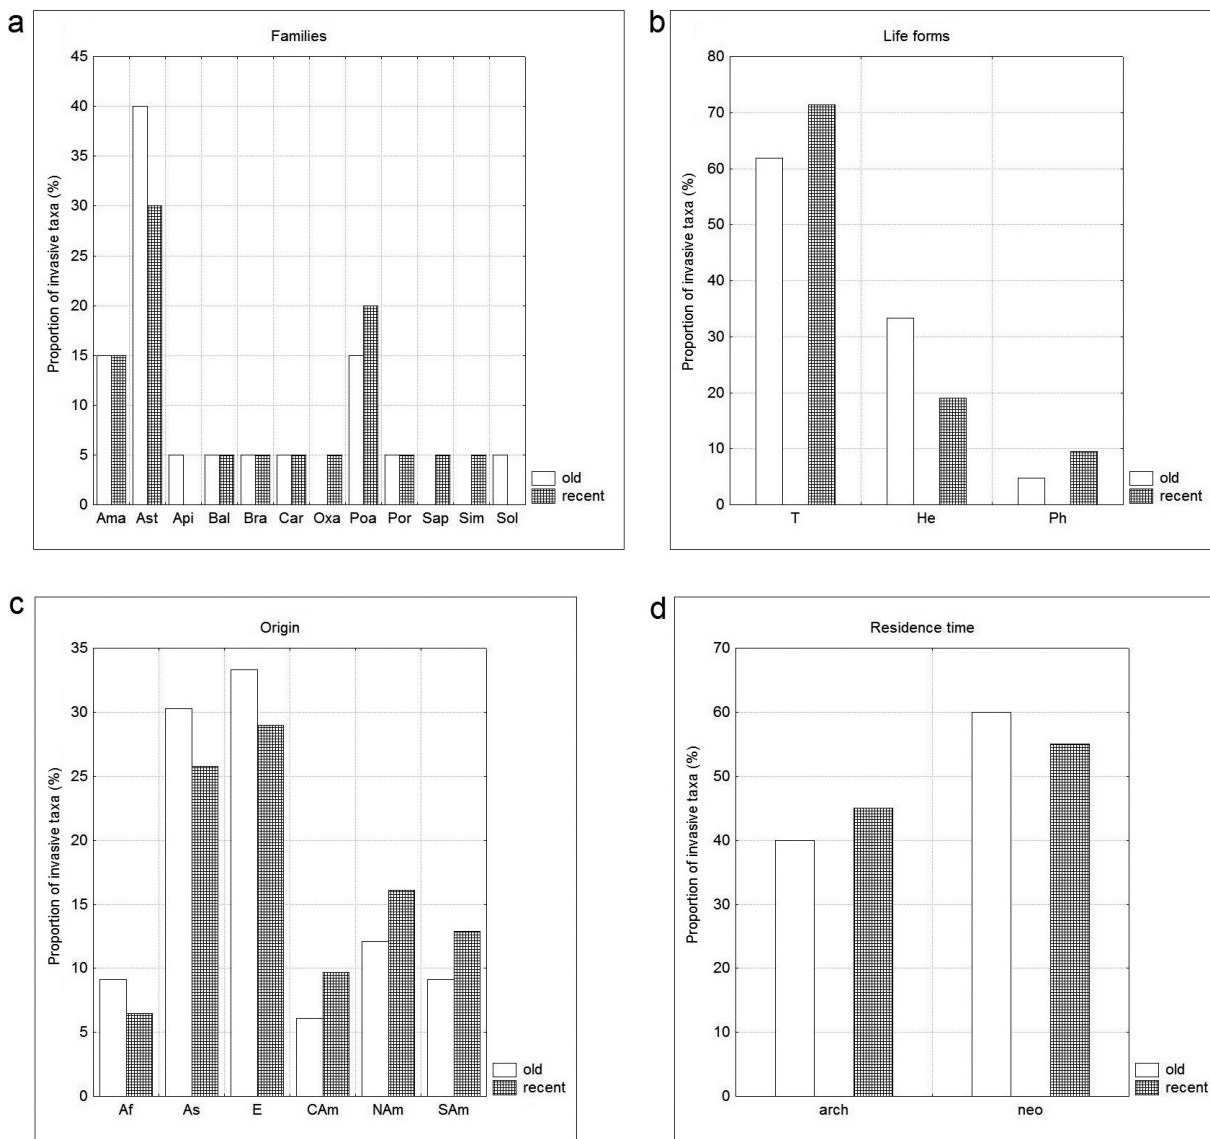 a
Families
Proportion of invasive taxa (%)
45
40
35
30
25
20
15
10
5
0
Ama Ast Api Bal Bra Car Oxa Poa Por Sap Sim Sol
old
recent
b
Life forms
Proportion of invasive taxa (%)
80
70
60
50
40
30
20
10
0
T He Ph
old
recent
c
Origin
Proportion of invasive taxa (%)
35
30
25
20
15
10
5
0
Af As E CAm NAm SAm
old
recent
d
Residence time
Proportion of invasive taxa (%)
70
60
50
40
30
20
10
0
arch neo
old
recent